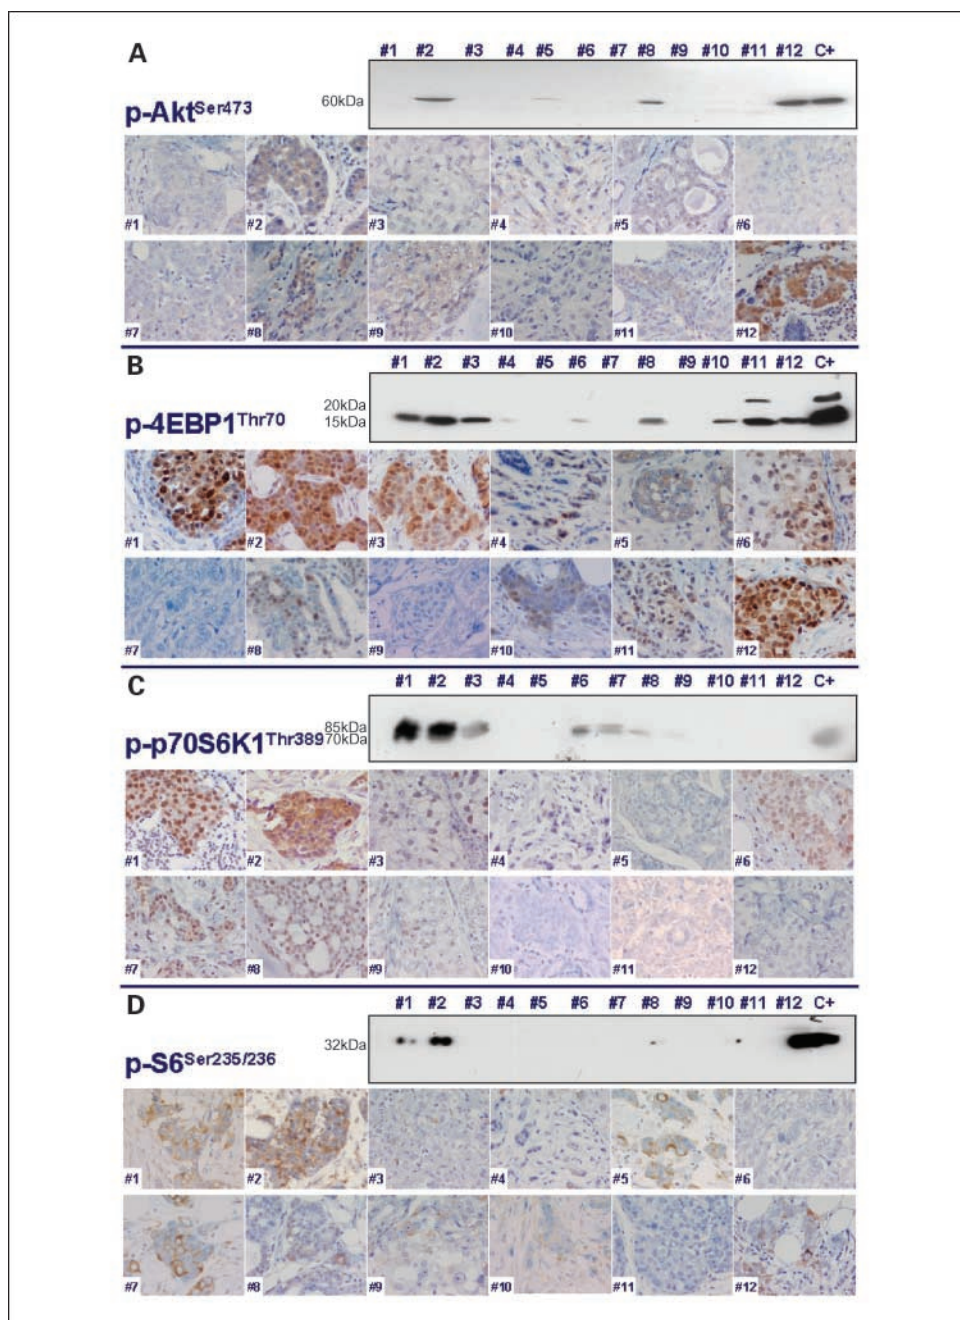 A
#1 #2 #3 #4 #5 #6 #7 #8 #9 #10 #11 #12 C+
60kDa
p-AktSer473
#1 #2 #3 #4 #5 #6
#7 #8 #9 #10 #11 #12
B
#1 #2 #3 #4 #5 #6 #7 #8 #9 #10 #11 #12 C+
20kDa
p-4EBP1Thr70 15kDa
#1 #2 #3 #4 #5 #6
#7 #8 #9 #10 #11 #12
C
#1 #2 #3 #4 #5 #6 #7 #8 #9 #10 #11 #12 C+
85kDa
p-p70S6K1Thr389 70kDa
#1 #2 #3 #4 #5 #6
#7 #8 #9 #10 #11 #12
D
#1 #2 #3 #4 #5 #6 #7 #8 #9 #10 #11 #12 C+
32kDa
p-S6Ser235/236
#1 #2 #3 #4 #5 #6
#7 #8 #9 #10 #11 #12